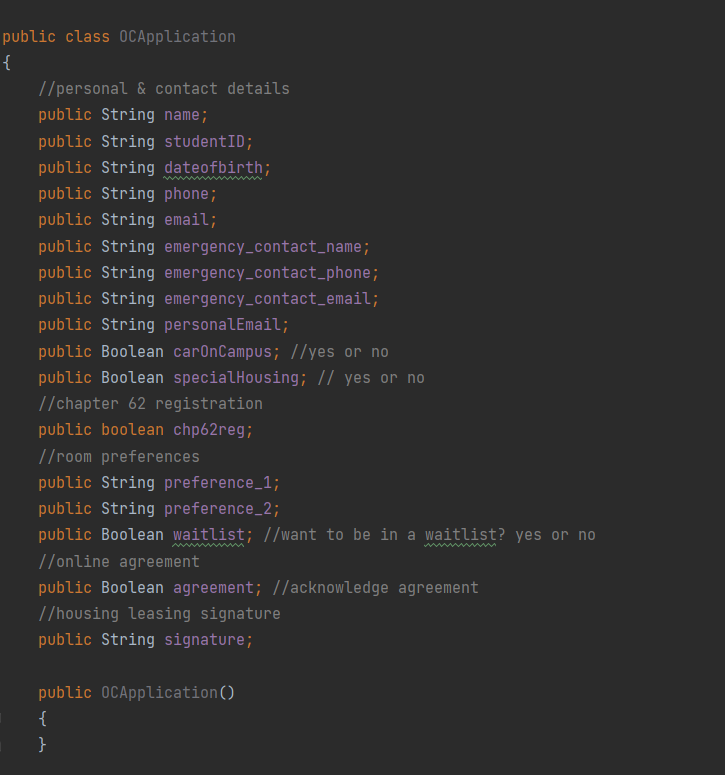 public class OCApplication
{
//personal & contact details
public String name;
public String studentID;
public String dateofbirth;
public String phone;
public String email;
public String emergency_contact_name;
public String emergency_contact_phone;
public String emergency_contact_email;
public String personalEmail;
public Boolean carOnCampus; //yes or no
public Boolean specialHousing; // yes or no
//chapter 62 registration
public boolean chp62reg;
//room preferences
public String preference_1;
public String preference_2;
public Boolean waitlist; //want to be in a waitlist? yes or no
//online agreement
public Boolean agreement; //acknowledge agreement
//housing leasing signature
public String signature;
public OCApplication()
{
}